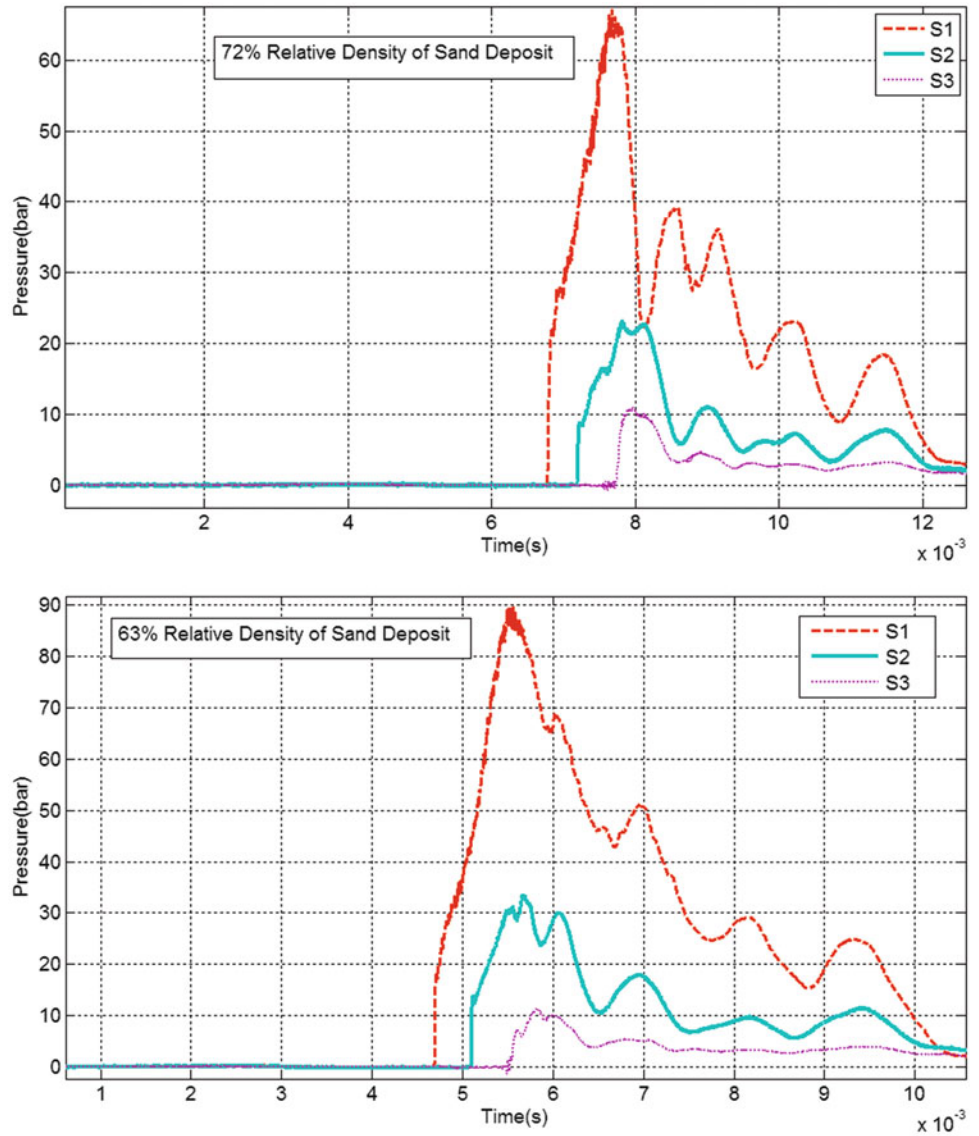 72% Relative Density of Sand Deposit
S1
S2
S3
Pressure(bar)
60
50
40
30
20
10
0
2
4
6
8
10
12
Time(s)
x 10-3
63% Relative Density of Sand Deposit
S1
S2
S3
Pressure(bar)
90
80
70
60
50
40
30
20
10
0
1
2
3
4
5
6
7
8
9
10
Time(s)
x 10-3